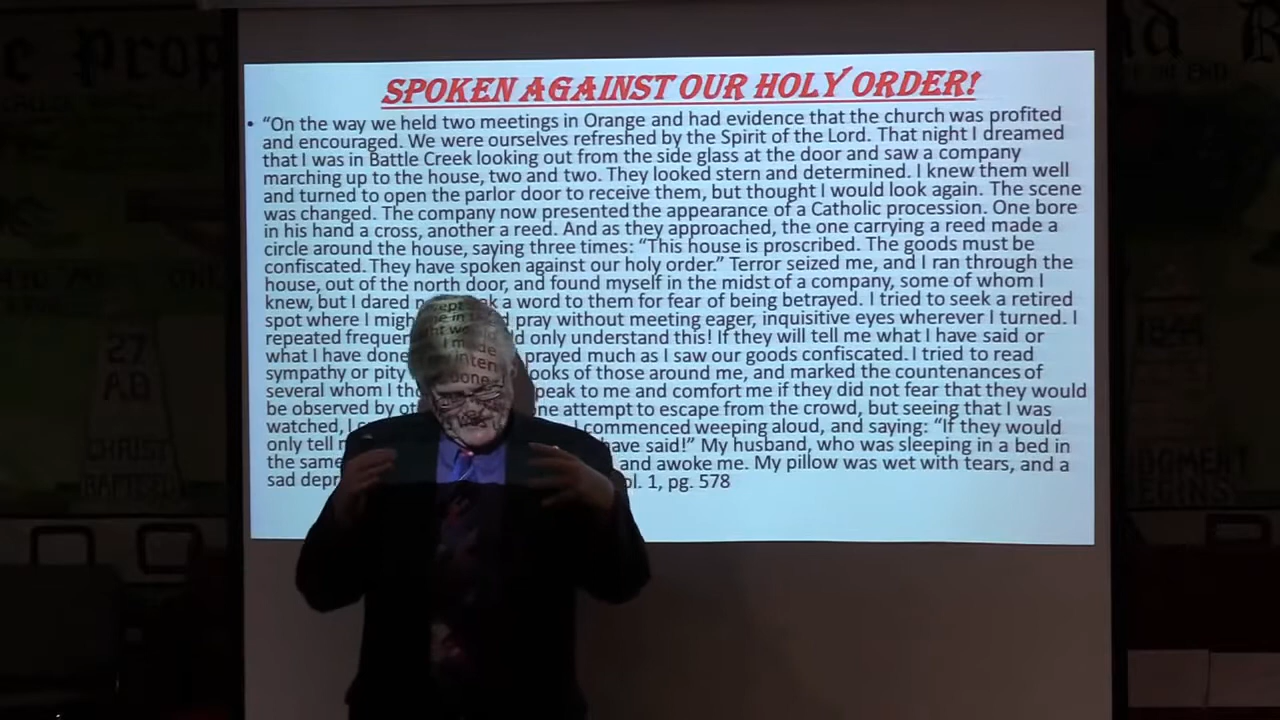 SPOKEN AGAINST OUR HOLY ORDER!
• “On the way we held two meetings in Orange and had evidence that the church was profited
and encouraged. We were ourselves refreshed by the Spirit of the Lord. That night I dreamed
that I was in Battle Creek looking out from the side glass at the door and saw a company
marching up to the house, two and two. They looked stern and determined. I knew them well
and turned to open the parlor door to receive them, but thought I would look again. The scene
was changed. The company now presented the appearance of a Catholic procession. One bore
in his hand a cross, another a reed. And as they approached, the one carrying a reed made a
circle around the house, saying three times: “This house is proscribed. The goods must be
confiscated. They have spoken against our holy order.” Terror seized me, and I ran through the
house, out of the north door, and found myself in the midst of a company, some of whom I
knew, but I dared a word to them for fear of being betrayed. I tried to seek a retired
spot where I pray without meeting eager, inquisitive eyes wherever I turned. I
repeated only understand this! If they will tell me what I have said or
what I have done prayed much as I saw our goods confiscated. I tried to read
sympathy or pity looks of those around me, and marked the countenances of
several whom I speak to me and comfort me if they did not fear that they would
be observed by one attempt to escape from the crowd, but seeing that I was
watched, I I commenced weeping aloud, and saying: “If they would
only tell have said!” My husband, who was sleeping in a bed in
the same and awoke me. My pillow was wet with tears, and a
sad pg. 578
27
AD
CHRIST
BAPTIZED
1844
JUDGMENT
BEGINS